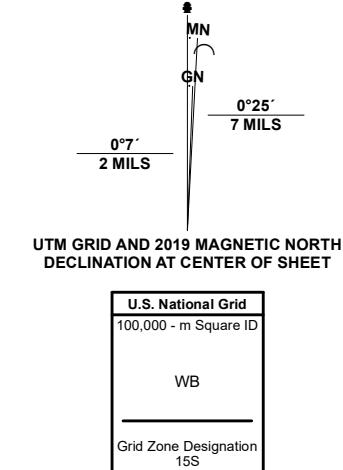 MN
GN
0°25´
7 MILS
0°7´
2 MILS
UTM GRID AND 2019 MAGNETIC NORTH
DECLINATION AT CENTER OF SHEET
U.S. National Grid
100,000 - m Square ID
WB
Grid Zone Designation
15S